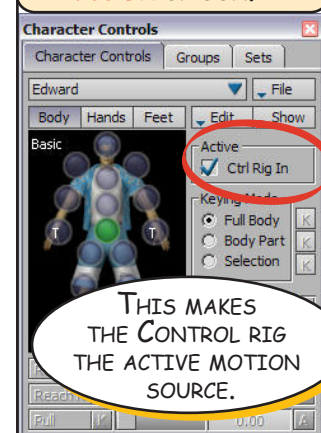 Character Controls
Character Controls Groups Sets
Edward File
Body Hands Feet Edit Show
Basic
Active
Ctrl Rig In
Keying Mode
Full Body K
T T
Body Part K
Selection K
THIS MAKES
THE CONTROL RIG
THE ACTIVE MOTION
SOURCE.
Reach
Pull K 0.00 A